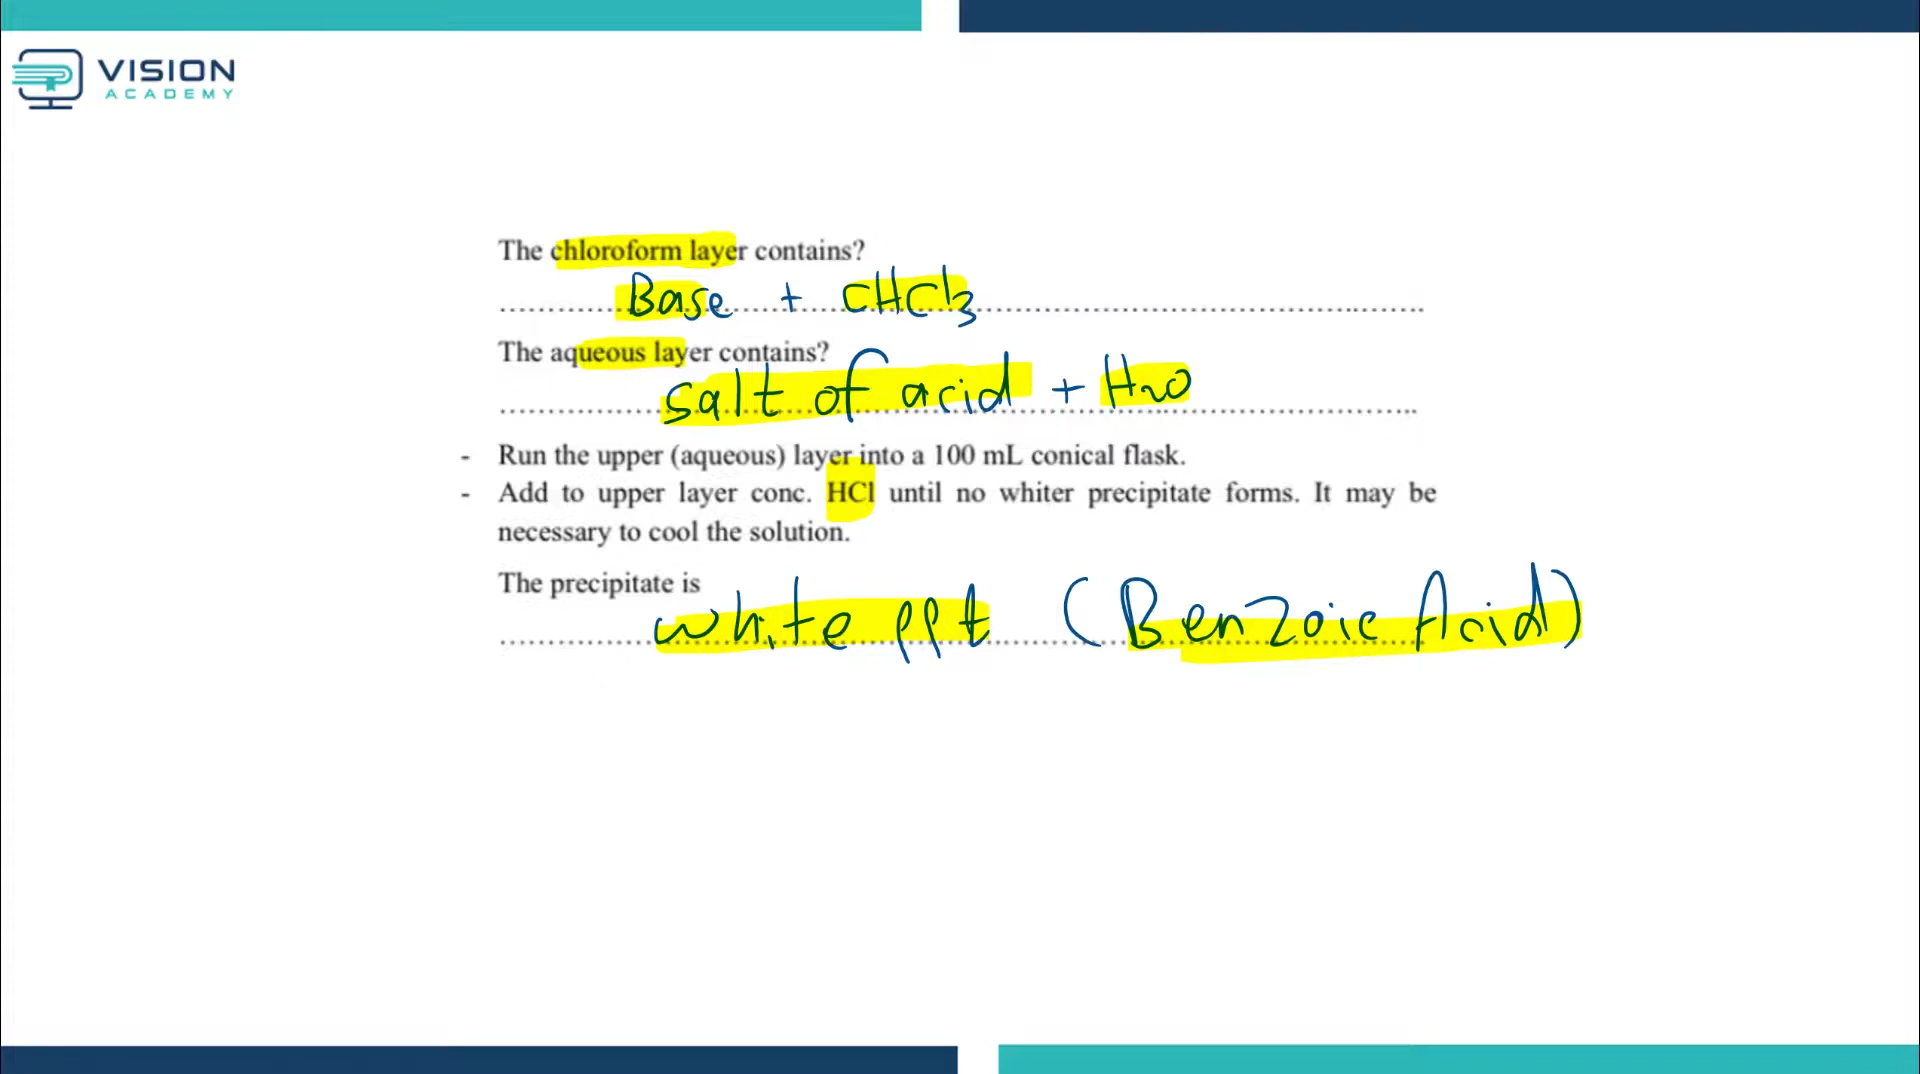 VISION
ACADEMY
The chloroform layer contains?
Base + CHCl3
The aqueous layer contains?
salt of acid + H2O
- Run the upper (aqueous) layer into a 100 mL conical flask.
- Add to upper layer conc. HCl until no whiter precipitate forms. It may be
necessary to cool the solution.
The precipitate is
white ppt (Benzoic Acid)